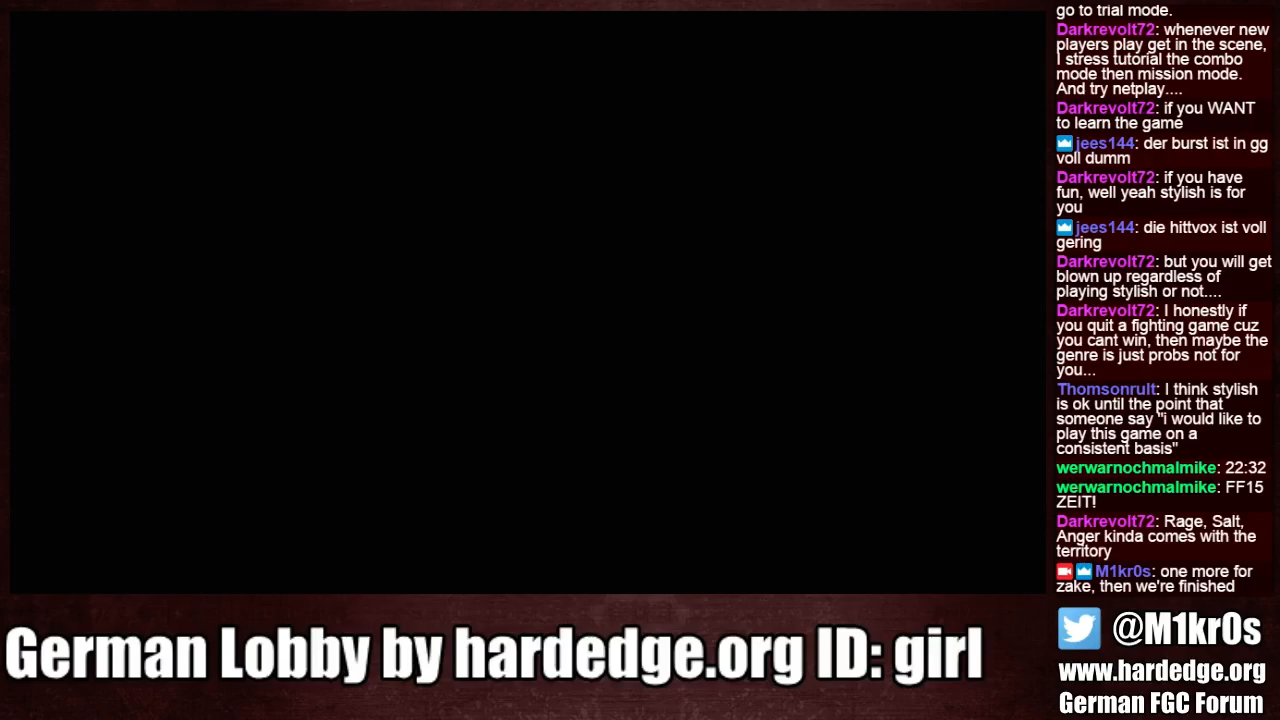 go to trial mode.
Darkrevolt72: whenever new
players play get in the scene,
I stress tutorial the combo
mode then mission mode.
And try netplay....
Darkrevolt72: if you WANT
to learn the game
jees144: der burst ist in gg
voll dumm
Darkrevolt72: if you have
fun, well yeah stylish is for
you
jees144: die hittvox ist voll
gering
Darkrevolt72: but you will get
blown up regardless of
playing stylish or not....
Darkrevolt72: I honestly if
you quit a fighting game cuz
you cant win, then maybe the
genre is just probs not for
you...
Thomsonrult: I think stylish
is ok until the point that
someone say "i would like to
play this game on a
consistent basis"
werwarnochmalmike: 22:32
werwarnochmalmike: FF15
ZEIT!
Darkrevolt72: Rage, Salt,
Anger kinda comes with the
territory
M1kr0s: one more for
zake, then we're finished
German Lobby by hardedge.org ID: girl
@M1kr0s
www.hardedge.org
German FGC Forum